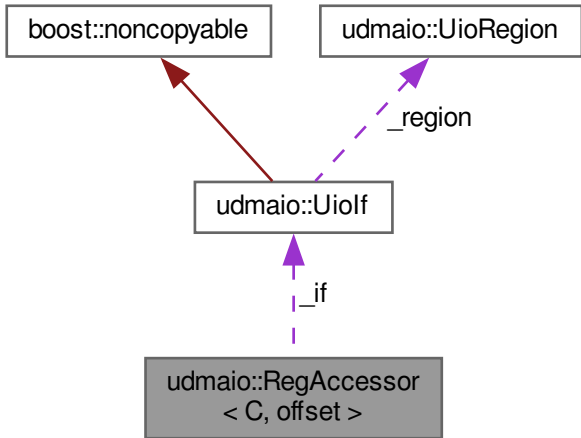 boost::noncopyable
udmaio::UioRegion
_region
udmaio::UioIf
_if
udmaio::RegAccessor
< C, offset >